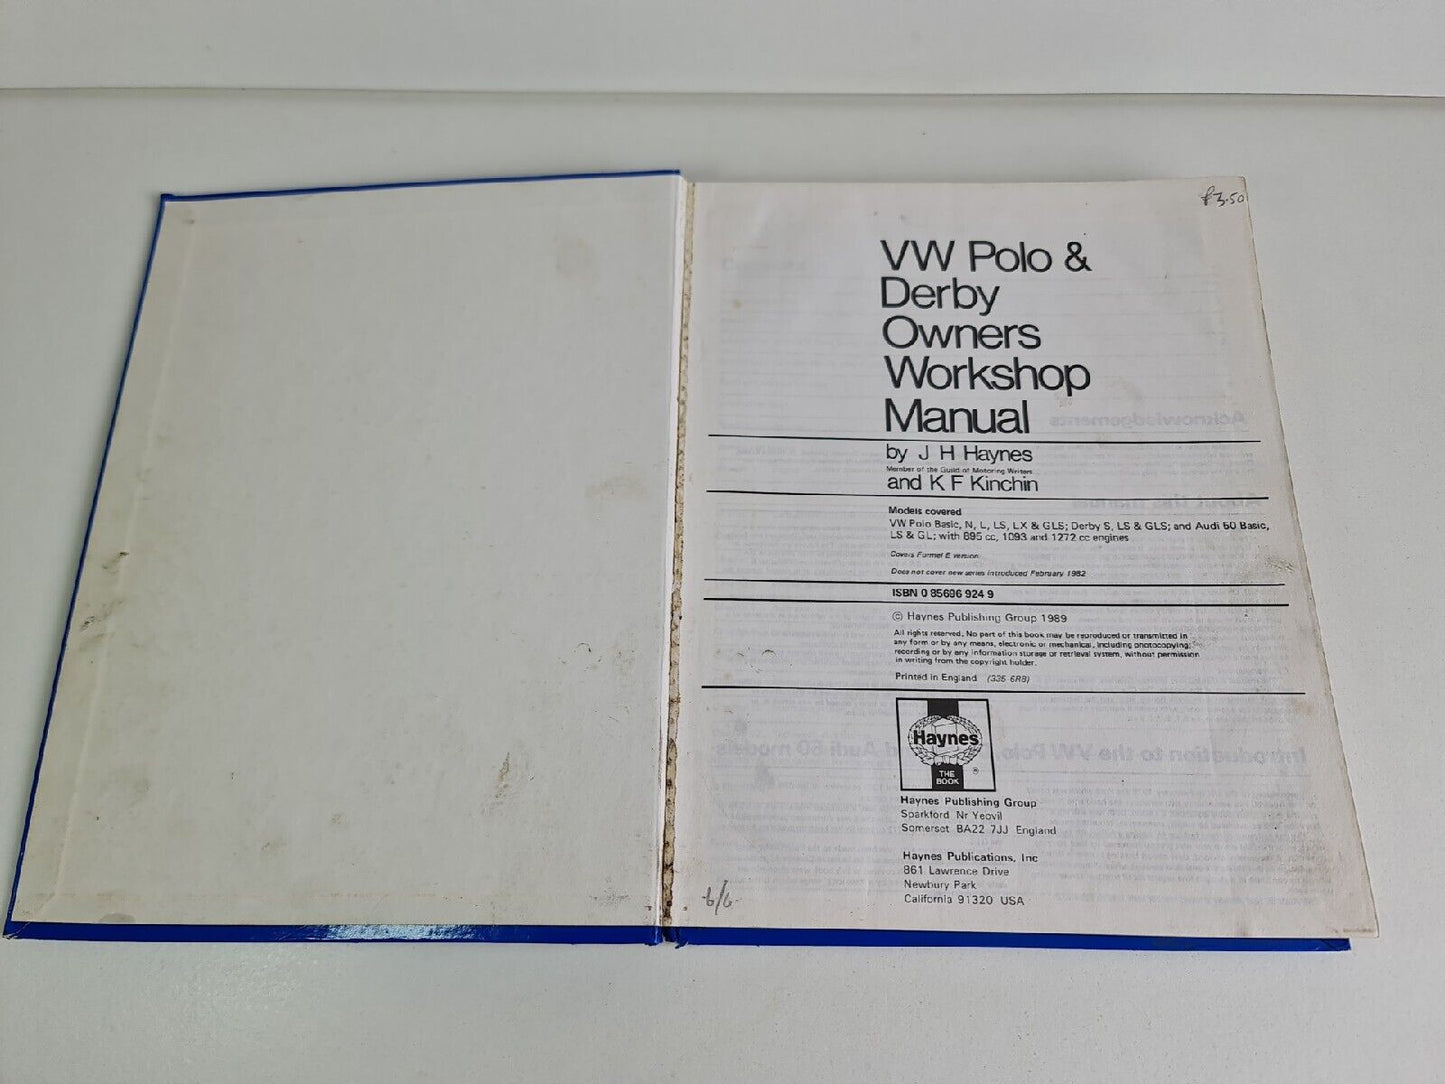 £3.50
VW Polo &
Derby
Owners
Workshop
Manual
by J H Haynes
Member of the Guild of Motoring Writers
and K F Kinchin
Models covered
VW Polo Basic, N, L, LS, LX & GLS; Derby S, LS & GLS; and Audi 50 Basic,
LS & GL; with 895 cc, 1093 and 1272 cc engines
Covers Formel E version
Does not cover new series introduced February 1982
ISBN 0 85696 924 9
© Haynes Publishing Group 1989
All rights reserved. No part of this book may be reproduced or transmitted in
any form or by any means, electronic or mechanical, including photocopying,
recording or by any information storage or retrieval system, without permission
in writing from the copyright holder.
Printed in England (335-6R8)
Haynes
®
THE
BOOK
Haynes Publishing Group
Sparkford Nr Yeovil
Somerset BA22 7JJ England
Haynes Publications, Inc
861 Lawrence Drive
Newbury Park
California 91320 USA
Acknowledgements
About this manual